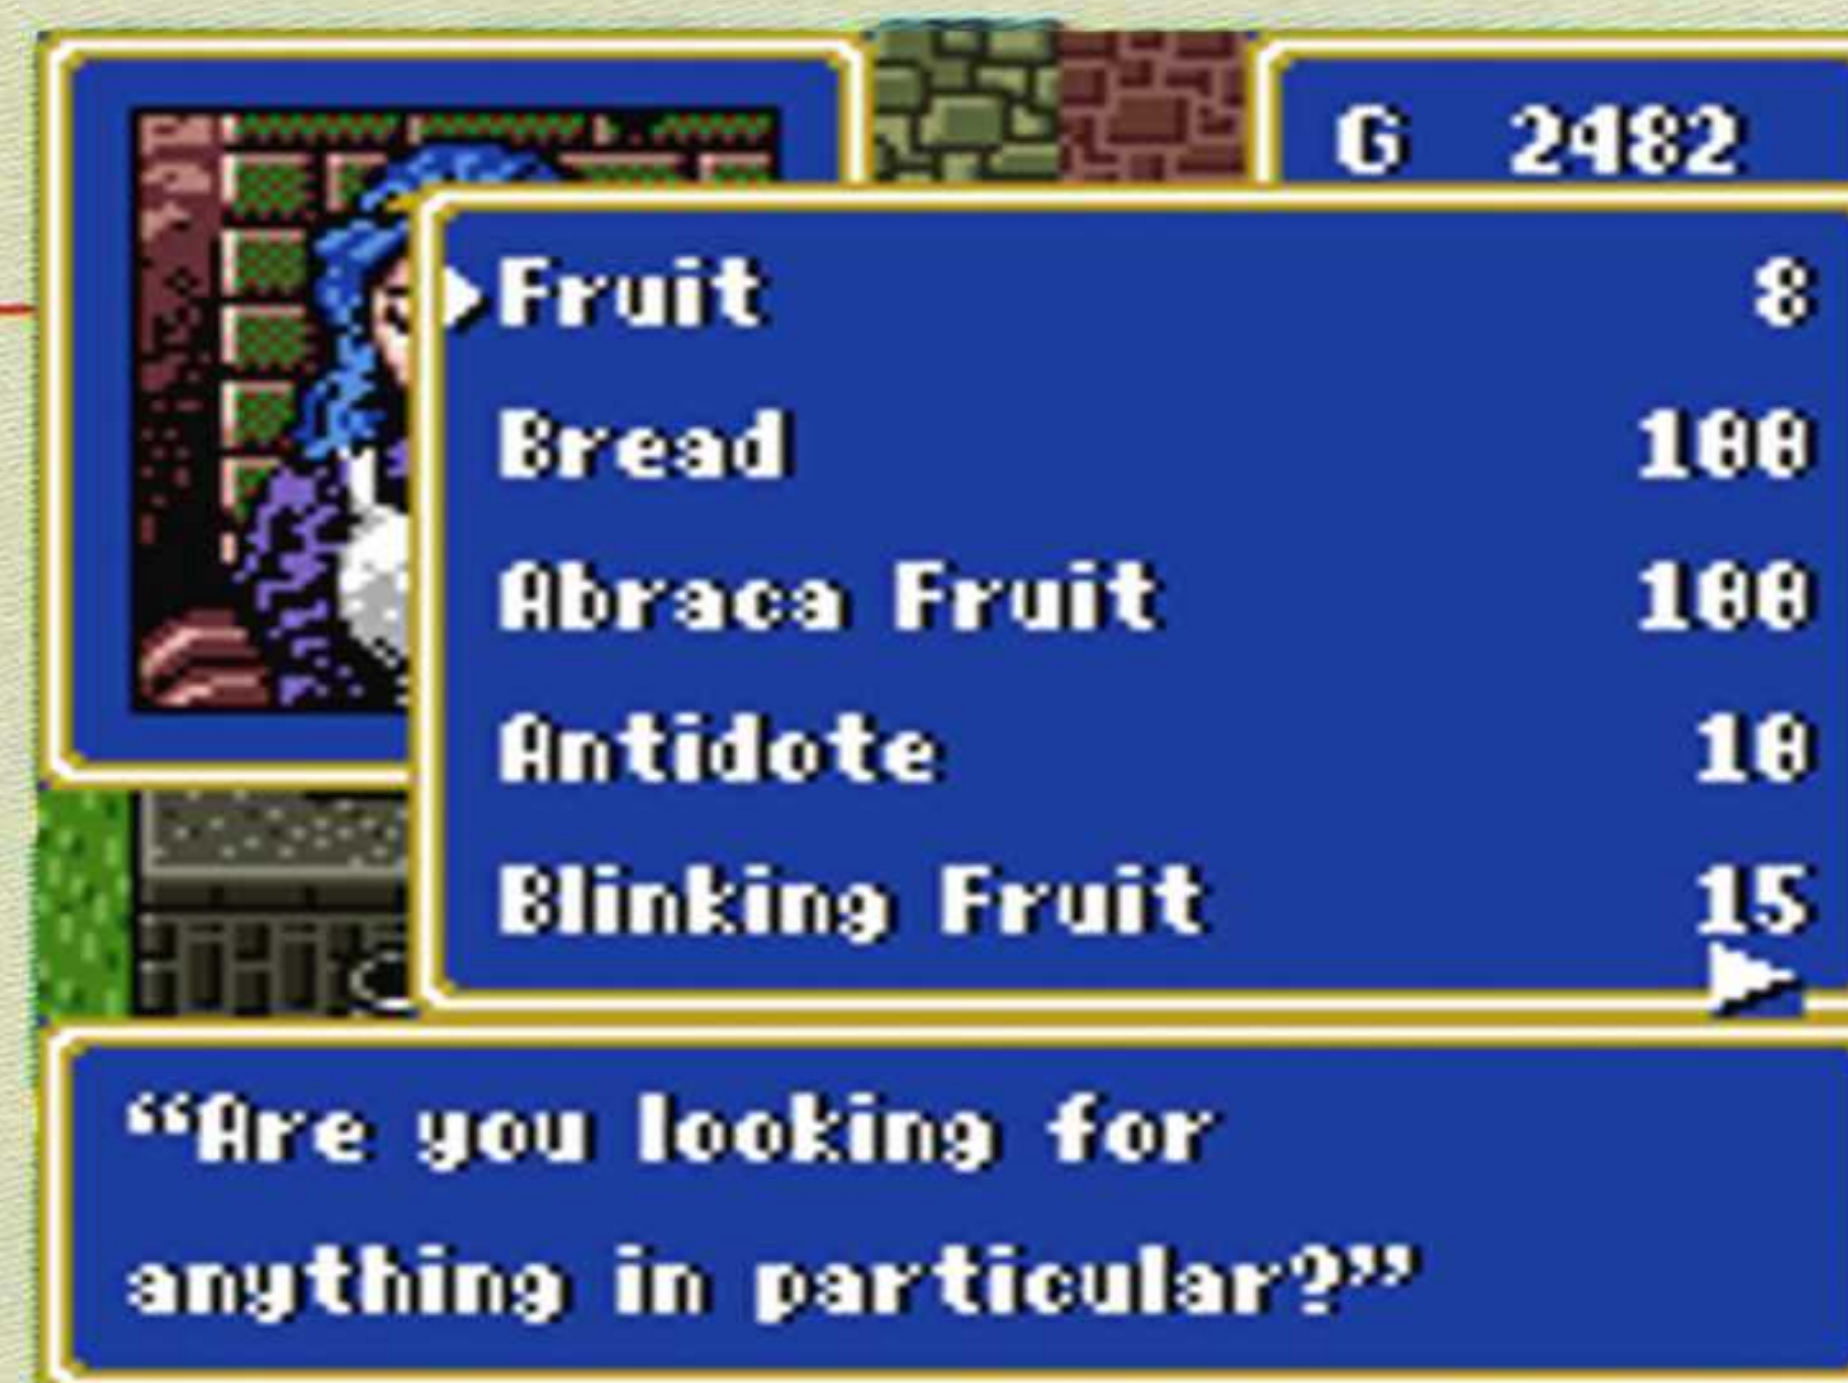 G 2482
Fruit 8
Bread 100
Abraca Fruit 100
Antidote 10
Blinking Fruit 15
“Are you looking for
anything in particular?”